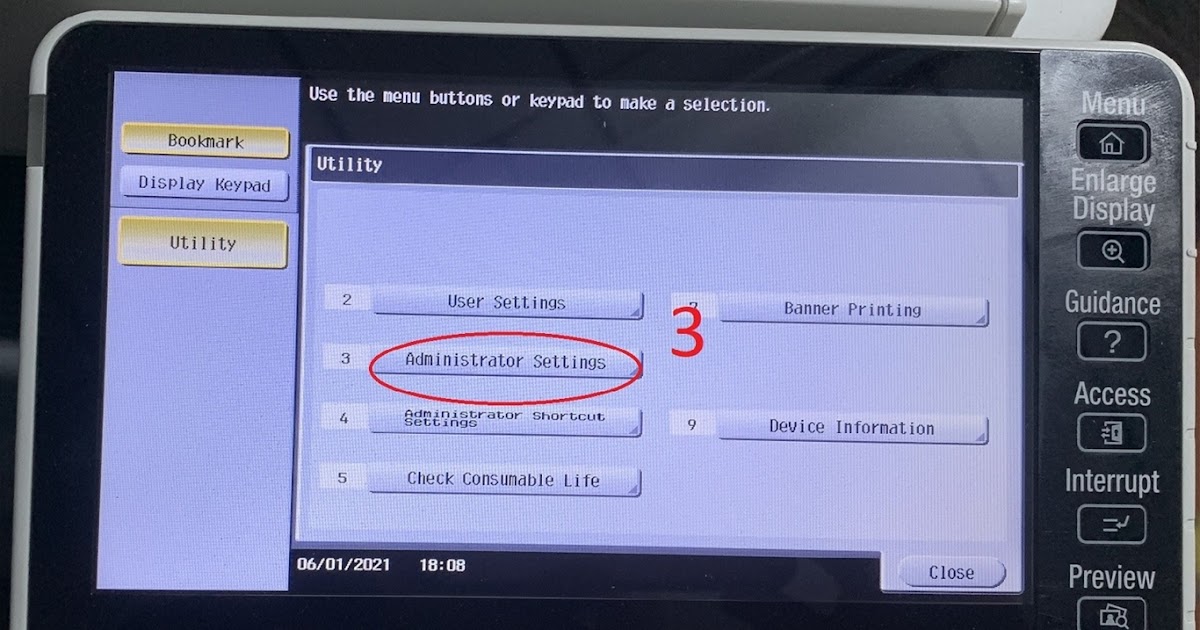 Use the menu buttons or keypad to make a selection.
Bookmark
Display Keypad
Utility
Utility
2 User Settings
3 Administrator Settings
4 Administrator Shortcut
Settings
5 Check Consumable Life
7 Banner Printing
3
9 Device Information
06/01/2021 18:08
Close
Menu
Enlarge
Display
Guidance
?
Access
Interrupt
Preview